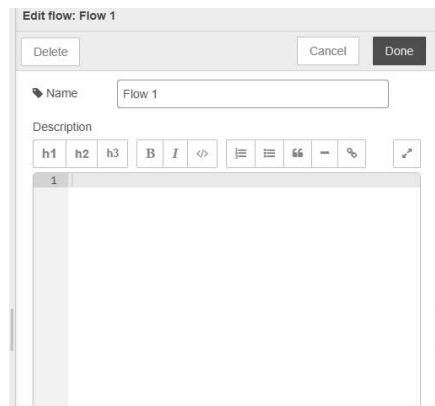 Edit flow: Flow 1
Delete Cancel Done
Name Flow 1
Description
h1 h2 h3 B I </> “ – 
1